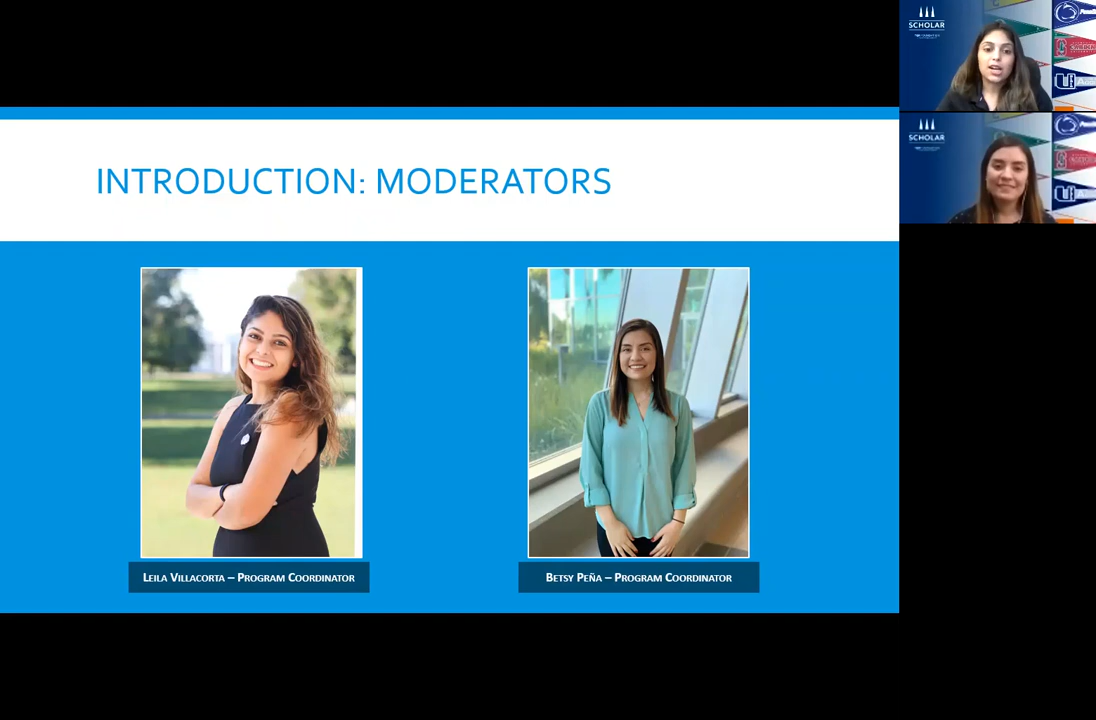 INTRODUCTION: MODERATORS
LEILA VILLACORTA – PROGRAM COORDINATOR
BETSY PEÑA – PROGRAM COORDINATOR
SCHOLAR
SCHOLAR